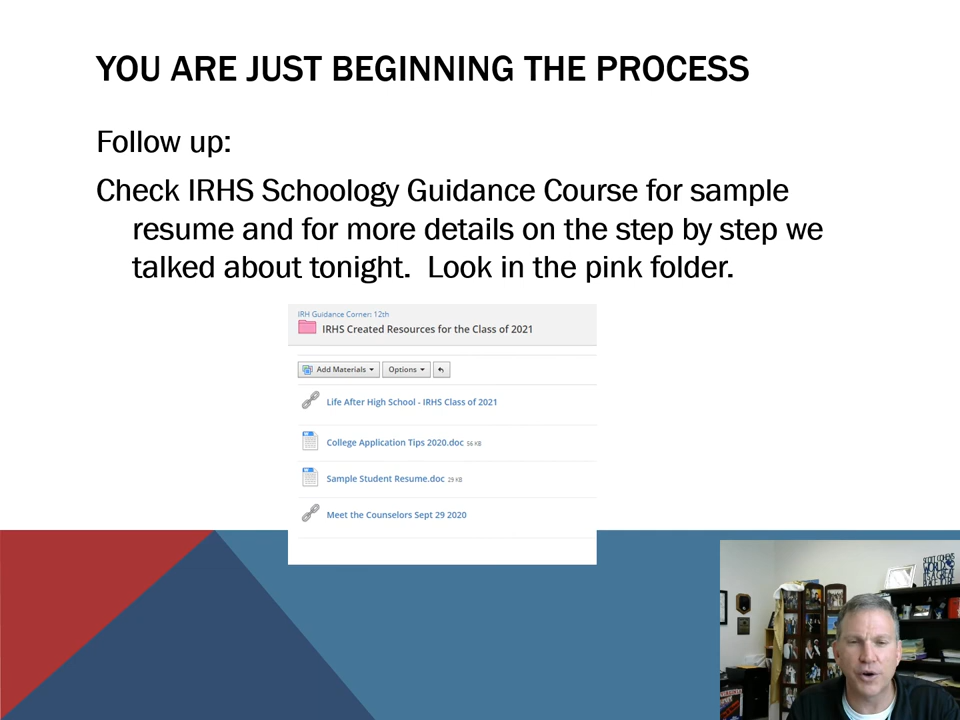 YOU ARE JUST BEGINNING THE PROCESS
Follow up:
Check IRHS Schoology Guidance Course for sample
resume and for more details on the step by step we
talked about tonight. Look in the pink folder.
IRH Guidance Corner: 12th
IRHS Created Resources for the Class of 2021
Add Materials
Options
Life After High School - IRHS Class of 2021
College Application Tips 2020.doc 56 KB
Sample Student Resume.doc 29 KB
Meet the Counselors Sept 29 2020